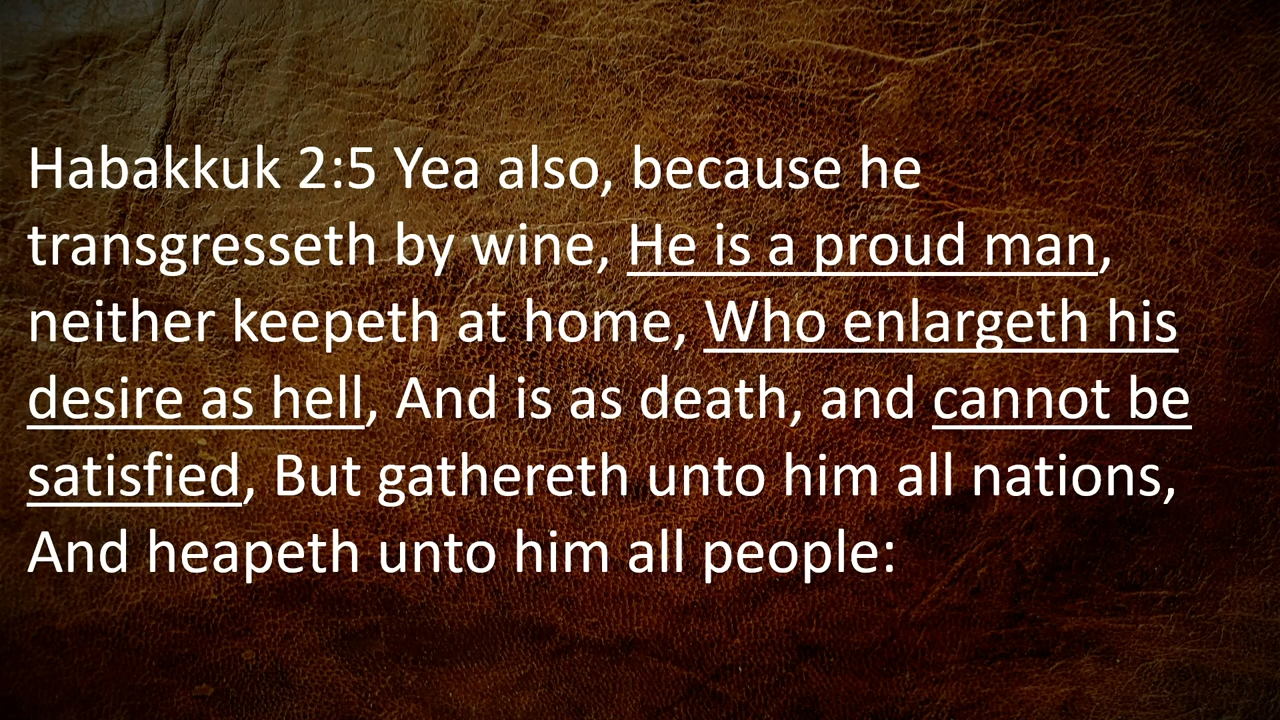 Habakkuk 2:5 Yea also, because he
transgresseth by wine, He is a proud man,
neither keepeth at home, Who enlargeth his
desire as hell, And is as death, and cannot be
satisfied, But gathereth unto him all nations,
And heapeth unto him all people: